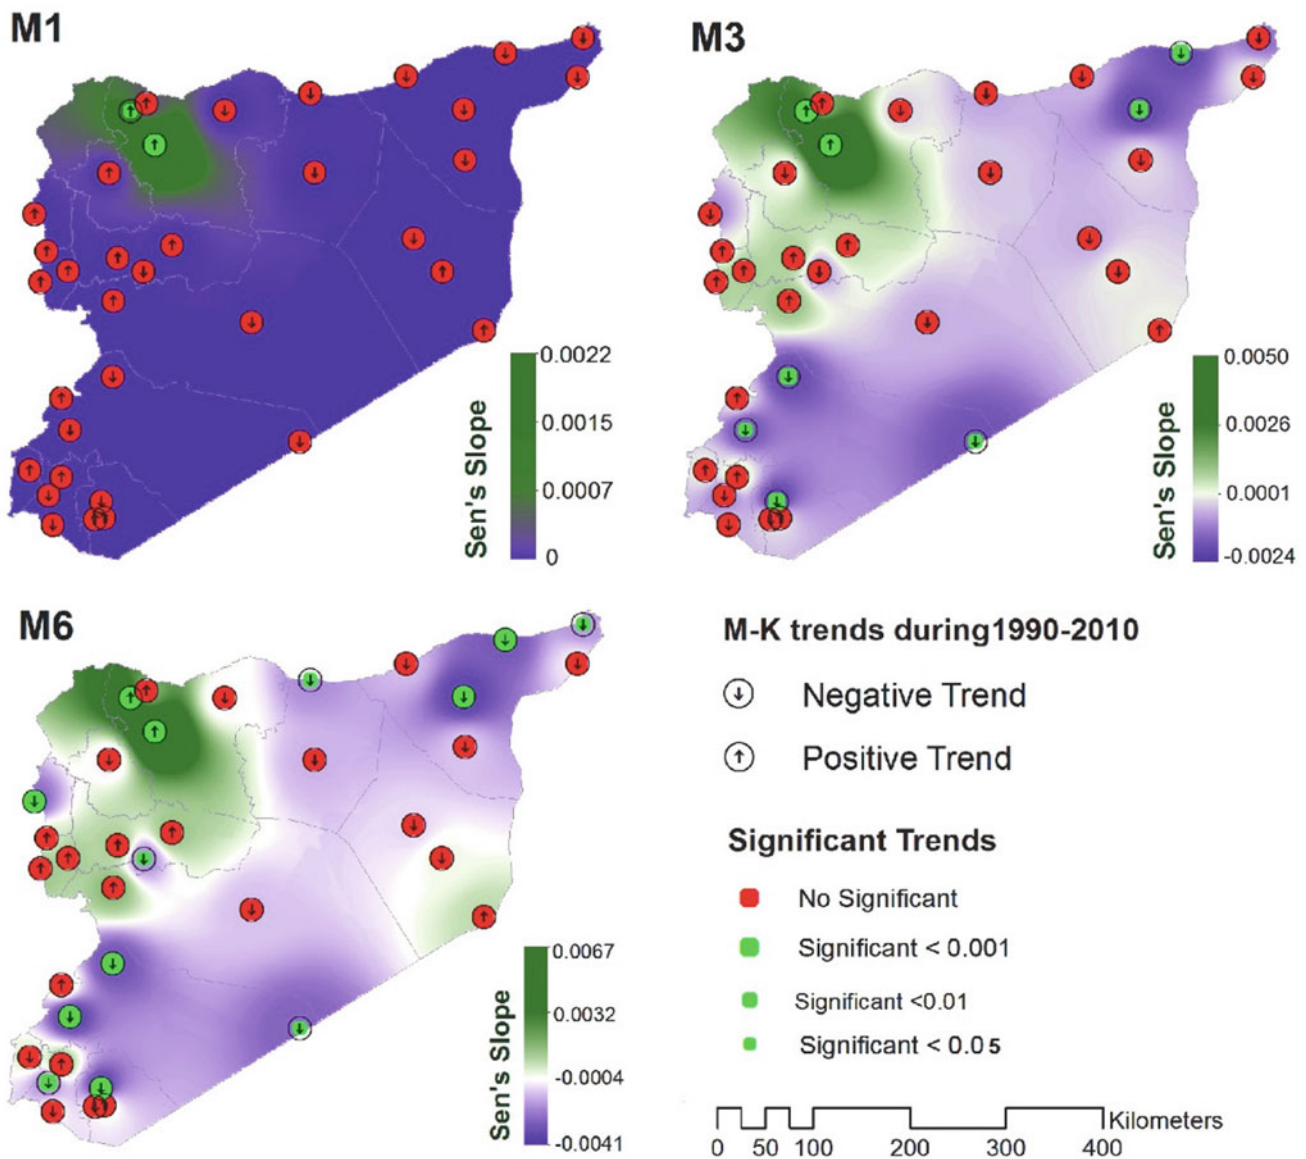 M1
0.0022
0.0015
0.0007
0
Sen's Slope
M3
0.0050
0.0026
0.0001
-0.0024
Sen's Slope
M6
0.0067
0.0032
-0.0004
-0.0041
Sen's Slope
M-K trends during1990-2010
Negative Trend
Positive Trend
Significant Trends
No Significant
Significant < 0.001
Significant <0.01
Significant < 0.05
Kilometers
0 50 100 200 300 400